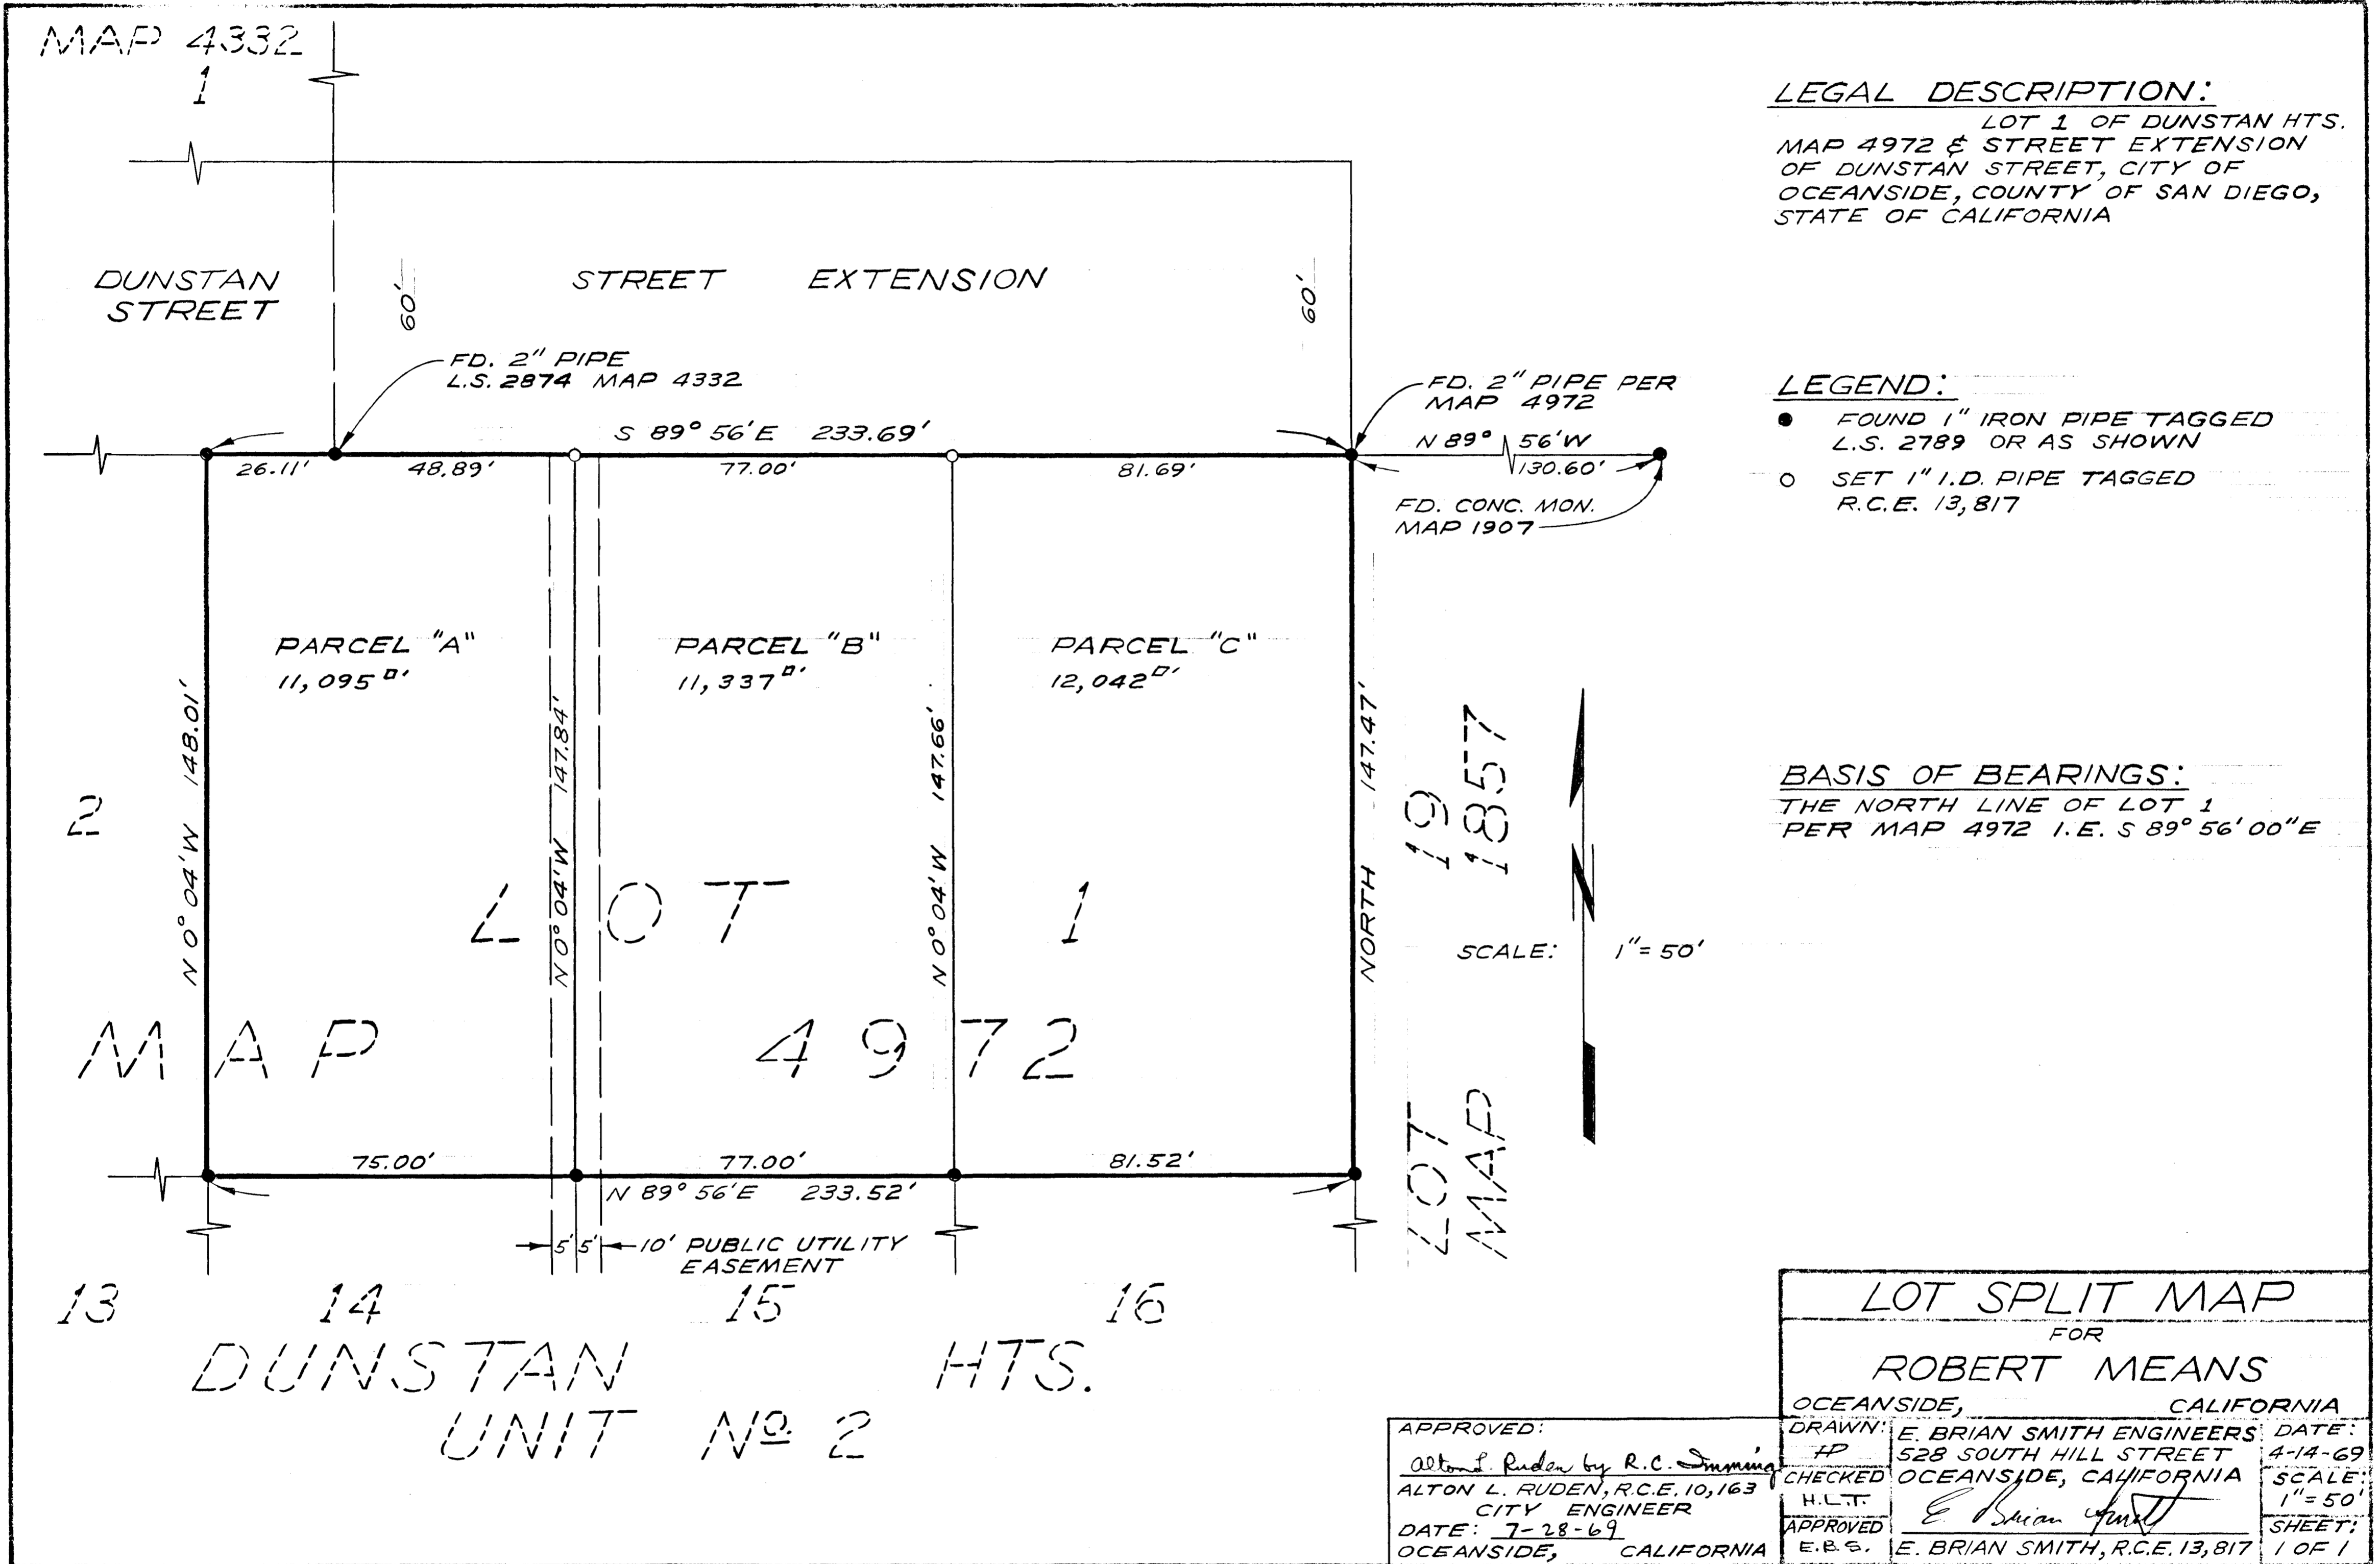 MAP 4332
1
LEGAL DESCRIPTION:
LOT 1 OF DUNSTAN HTS.
MAP 4972 & STREET EXTENSION
OF DUNSTAN STREET, CITY OF
OCEANSIDE, COUNTY OF SAN DIEGO,
STATE OF CALIFORNIA
DUNSTAN
STREET
60'
STREET EXTENSION
60'
FD. 2" PIPE
L.S. 2874 MAP 4332
FD. 2" PIPE PER
MAP 4972
LEGEND:
FOUND 1" IRON PIPE TAGGED
L.S. 2789 OR AS SHOWN
SET 1" I.D. PIPE TAGGED
R.C.E. 13,817
S 89° 56' E 233.69'
N 89° 56' W
130.60'
26.11'
48.89'
77.00'
81.69'
FD. CONC. MON.
MAP 1907
PARCEL "A"
11,095 □'
PARCEL "B"
11,337 □'
PARCEL "C"
12,042 □'
N 0° 04' W 148.01'
N 0° 04' W 147.84'
N 0° 04' W 147.66'
NORTH 147.47'
LOT 19
MAP 1857
BASIS OF BEARINGS:
THE NORTH LINE OF LOT 1
PER MAP 4972 I.E. S 89° 56' 00" E
2
LOT 1
N
SCALE: 1" = 50'
MAP 4972
75.00'
77.00'
81.52'
N 89° 56' E 233.52'
5' 5' 10' PUBLIC UTILITY
EASEMENT
13 14 15 16
DUNSTAN HTS.
UNIT Nº 2
APPROVED:
Alton L. Ruden by R.C. Imming
ALTON L. RUDEN, R.C.E. 10,163
CITY ENGINEER
DATE: 7-28-69
OCEANSIDE, CALIFORNIA
LOT SPLIT MAP
FOR
ROBERT MEANS
OCEANSIDE, CALIFORNIA
DRAWN:
HP
CHECKED
H.L.T.
APPROVED
E.B.S.
E. BRIAN SMITH ENGINEERS
528 SOUTH HILL STREET
OCEANSIDE, CALIFORNIA
E Brian Smith
E. BRIAN SMITH, R.C.E. 13,817
DATE:
4-14-69
SCALE:
1" = 50'
SHEET:
1 OF 1